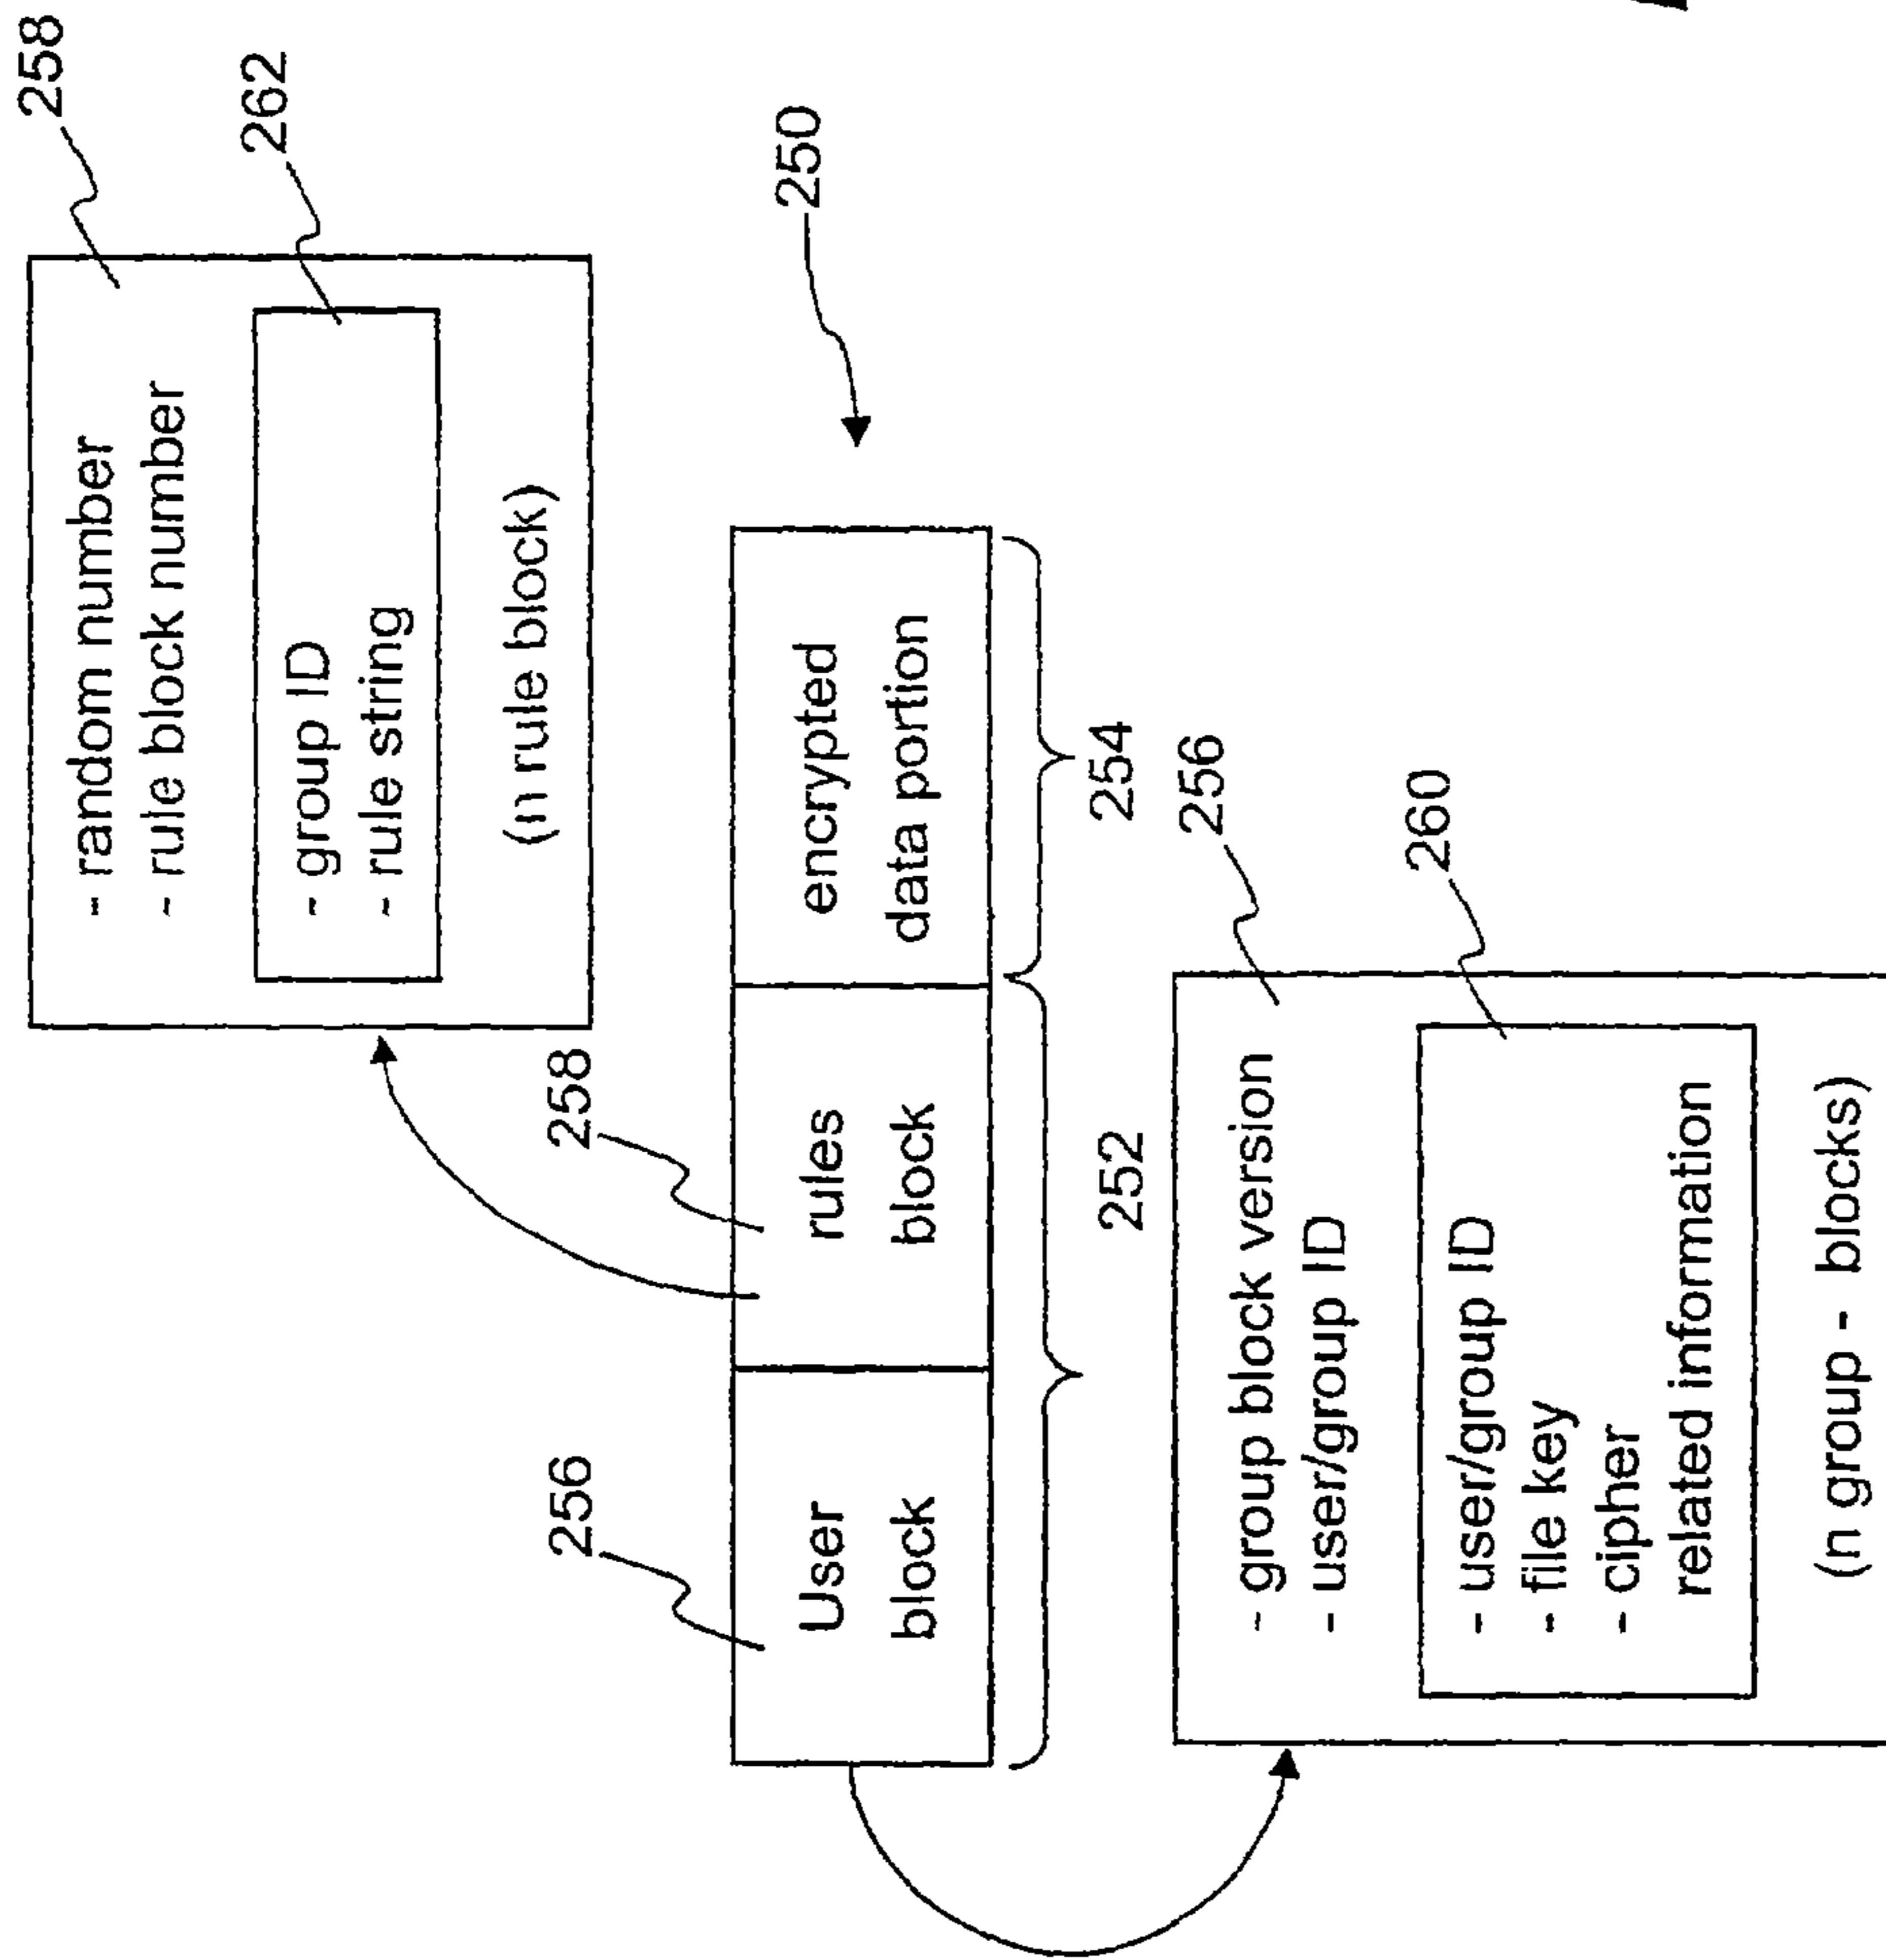 258
- random number
- rule block number
262
- group ID
- rule string
(n rule block)
250
258
256
User
block
rules
block
encrypted
data portion
252
254
256
- group block version
- user/group ID
260
- user/group ID
- file key
- cipher
related information
(n group - blocks)